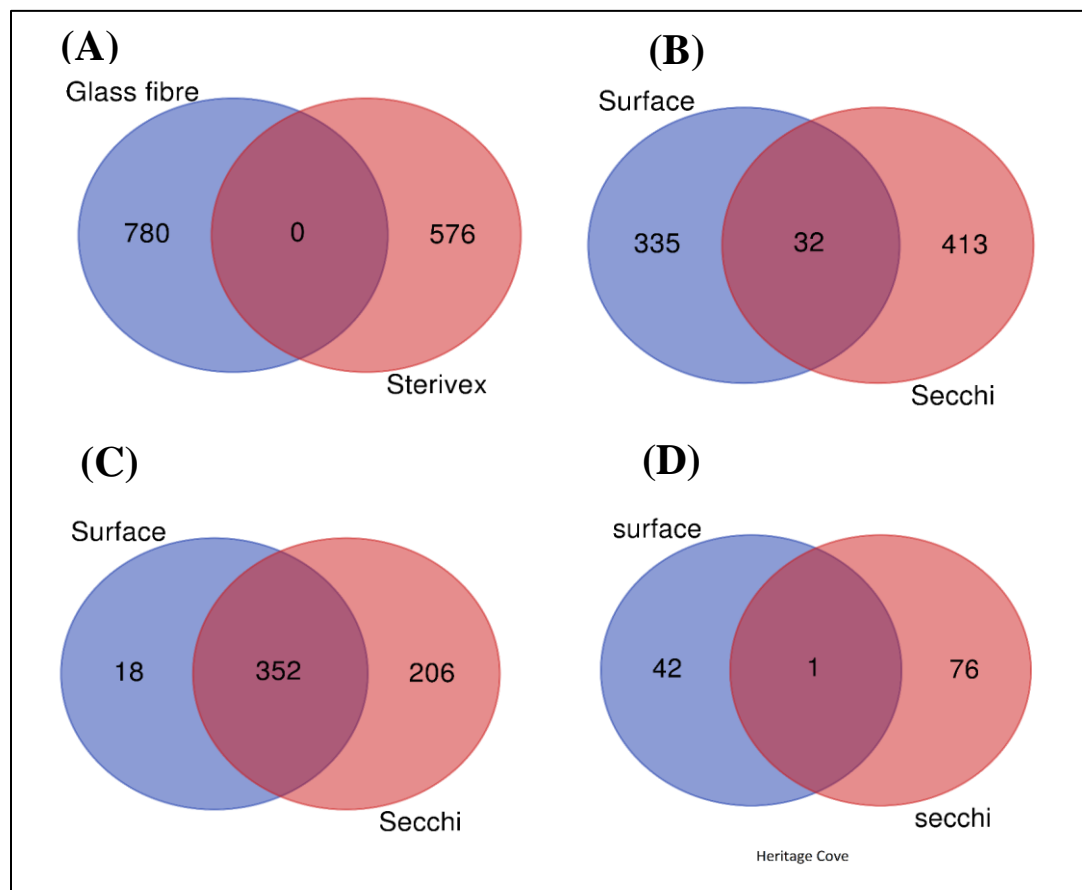 (A)
Glass fibre
780
0
576
Sterivex
(B)
Surface
335
32
413
Secchi
(C)
Surface
18
352
206
Secchi
(D)
surface
42
1
76
secchi
Heritage Cove